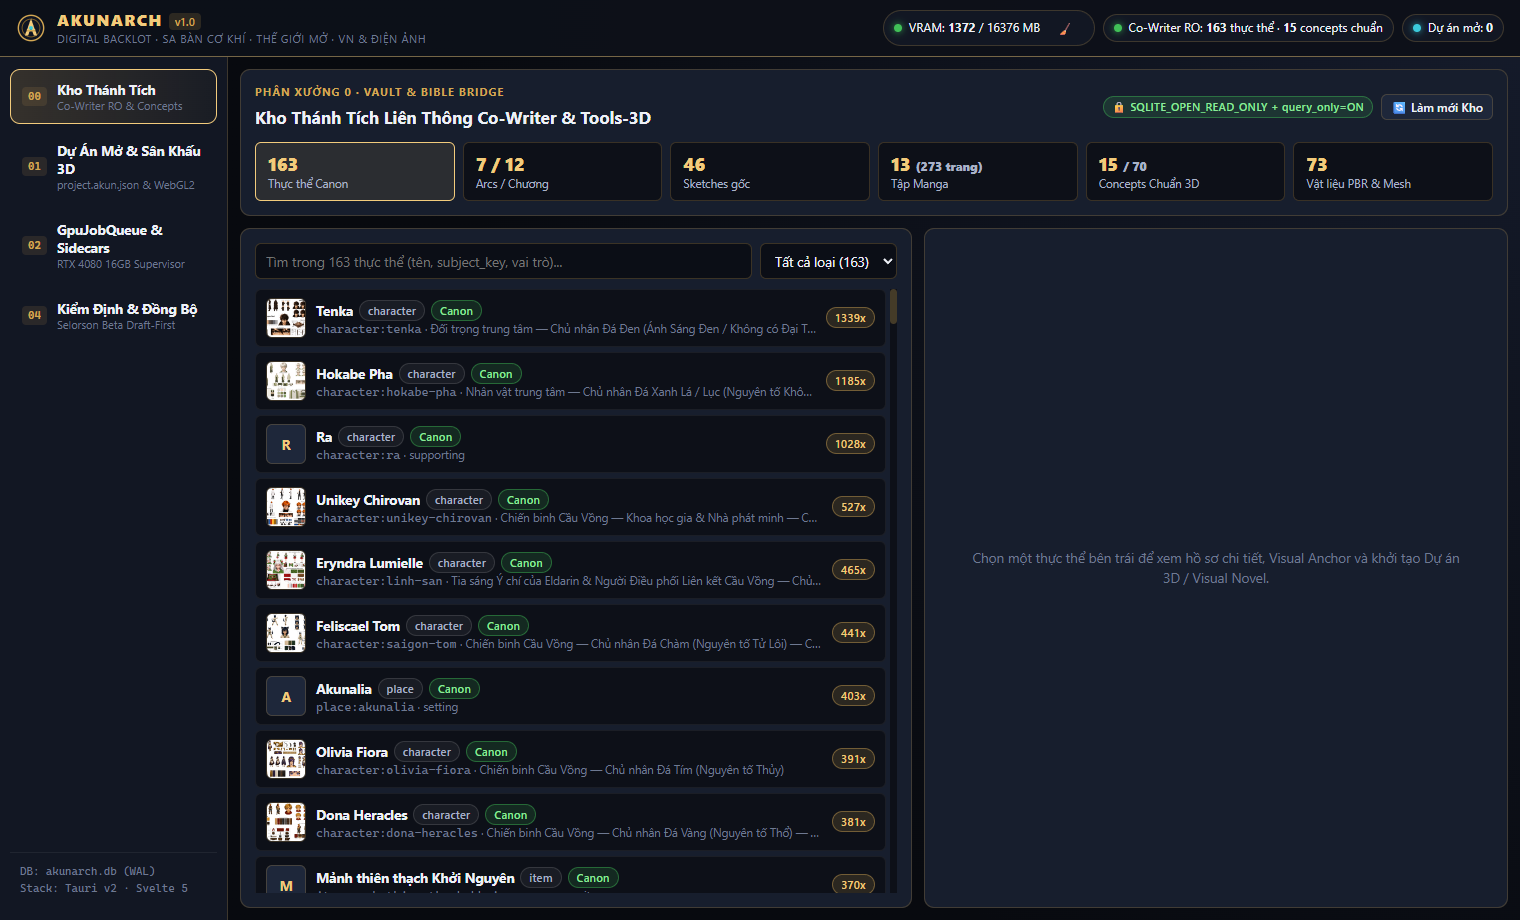 AKUNARCH v1.0
DIGITAL BACKLOT · SA BÀN CƠ KHÍ · THẾ GIỚI MỞ · VN & ĐIỆN ẢNH
VRAM: 1372 / 16376 MB
Co-Writer RO: 163 thực thể · 15 concepts chuẩn
Dự án mở: 0
00
Kho Thánh Tích
Co-Writer RO & Concepts
01
Dự Án Mở & Sân Khấu
3D
project.akun.json & WebGL2
02
GpuJobQueue &
Sidecars
RTX 4080 16GB Supervisor
04
Kiểm Định & Đồng Bộ
Selorson Beta Draft-First
DB: akunarch.db (WAL)
Stack: Tauri v2 · Svelte 5
PHÂN XƯỞNG 0 · VAULT & BIBLE BRIDGE
Kho Thánh Tích Liên Thông Co-Writer & Tools-3D
SQLITE_OPEN_READ_ONLY + query_only=ON
Làm mới Kho
163
Thực thể Canon
7 / 12
Arcs / Chương
46
Sketches gốc
13 (273 trang)
Tập Manga
15 / 70
Concepts Chuẩn 3D
73
Vật liệu PBR & Mesh
Tìm trong 163 thực thể (tên, subject_key, vai trò)...
Tất cả loại (163)
Tenka character Canon
character:tenka · Đối trọng trung tâm — Chủ nhân Đá Đen (Ánh Sáng Đen / Không có Đại T...
1339x
Hokabe Pha character Canon
character:hokabe-pha · Nhân vật trung tâm — Chủ nhân Đá Xanh Lá / Lục (Nguyên tố Khô...
1185x
R
Ra character Canon
character:ra · supporting
1028x
Unikey Chirovan character Canon
character:unikey-chirovan · Chiến binh Cầu Vồng — Khoa học gia & Nhà phát minh — C...
527x
Eryndra Lumielle character Canon
character:linh-san · Tia sáng Ý chí của Eldarin & Người Điều phối Liên kết Cầu Vồng — Chủ...
465x
Feliscael Tom character Canon
character:saigon-tom · Chiến binh Cầu Vồng — Chủ nhân Đá Chàm (Nguyên tố Tử Lôi) — C...
441x
A
Akunalia place Canon
place:akunalia · setting
403x
Olivia Fiora character Canon
character:olivia-fiora · Chiến binh Cầu Vồng — Chủ nhân Đá Tím (Nguyên tố Thủy)
391x
Dona Heracles character Canon
character:dona-heracles · Chiến binh Cầu Vồng — Chủ nhân Đá Vàng (Nguyên tố Thổ) — ...
381x
M
Mảnh thiên thạch Khởi Nguyên item Canon
370x
Chọn một thực thể bên trái để xem hồ sơ chi tiết, Visual Anchor và khởi tạo Dự án
3D / Visual Novel.